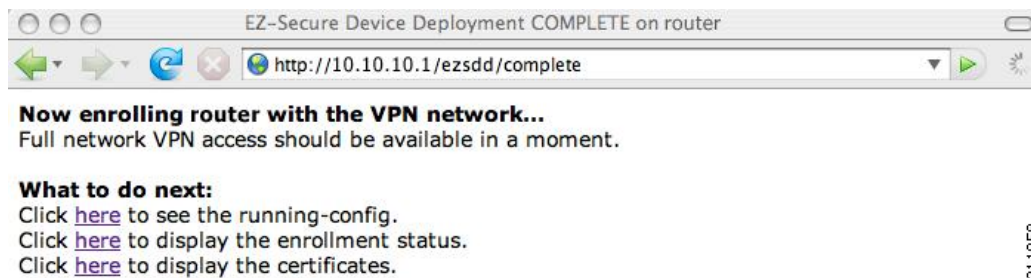 EZ-Secure Device Deployment COMPLETE on router
http://10.10.10.1/ezsdd/complete
Now enrolling router with the VPN network...
Full network VPN access should be available in a moment.
What to do next:
Click here to see the running-config.
Click here to display the enrollment status.
Click here to display the certificates.